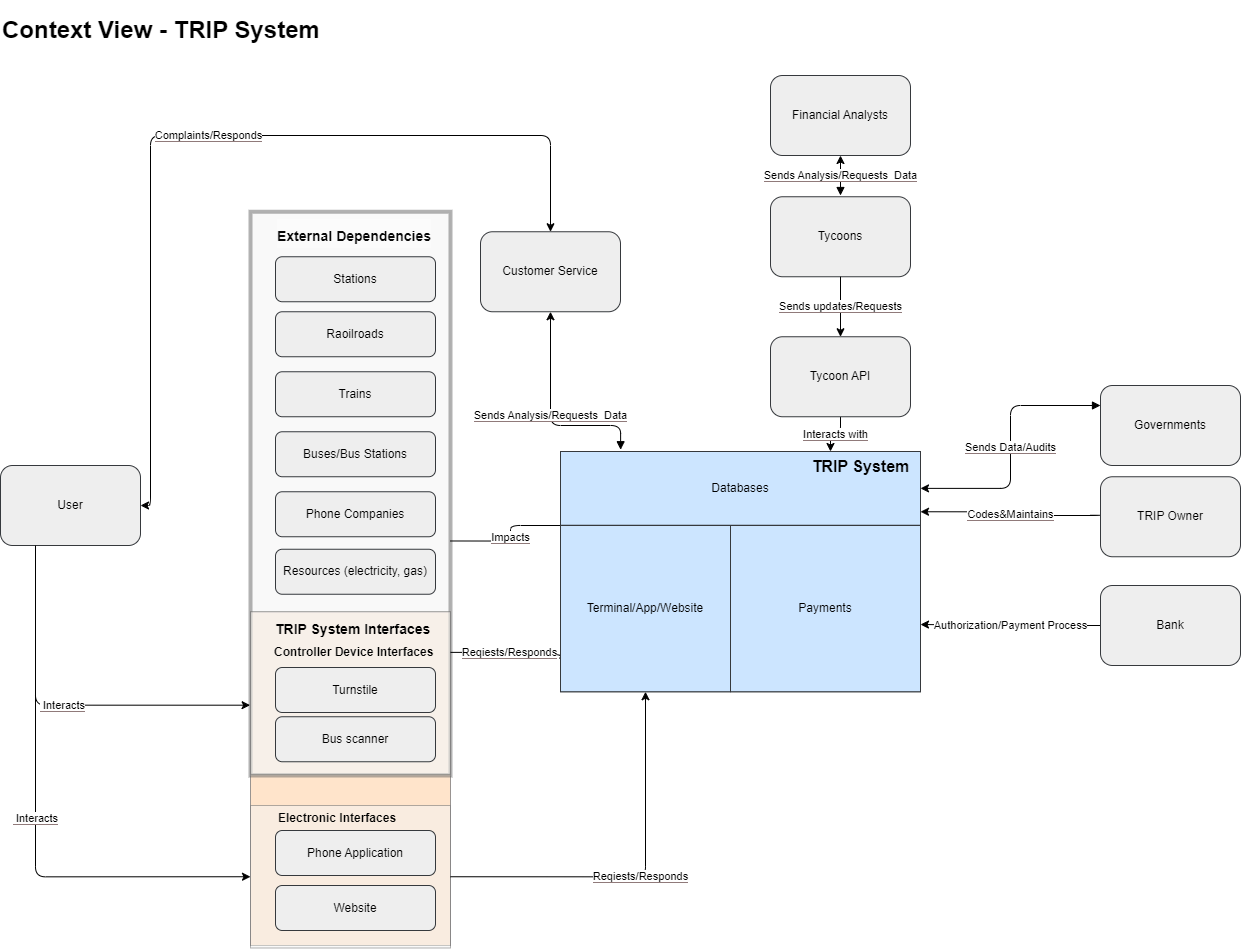 Context View - TRIP System
Financial Analysts
Complaints/Responds
Sends Analysis/Requests  Data
External Dependencies
Tycoons
Customer Service
Stations
Sends updates/Requests
Raoilroads
Tycoon API
Trains
Sends Analysis/Requests  Data
Governments
Interacts with
Sends Data/Audits
Buses/Bus Stations
TRIP System
Databases
User
Phone Companies
Codes&Maintains
TRIP Owner
Impacts
Resources (electricity, gas)
Terminal/App/Website
Payments
Authorization/Payment Process
Bank
TRIP System Interfaces
Controller Device Interfaces
Reqiests/Responds
Turnstile
Interacts
Bus scanner
Interacts
Electronic Interfaces
Phone Application
Reqiests/Responds
Website